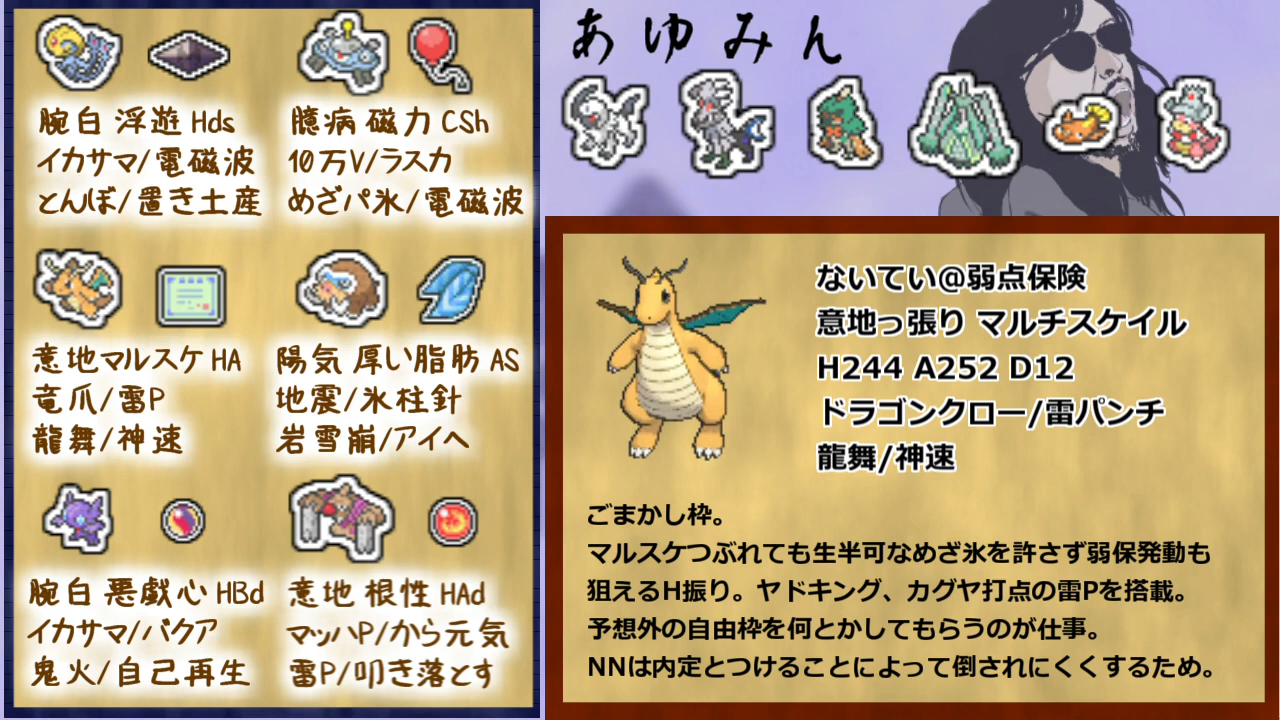 腕白 浮遊 Hds
イカサマ/電磁波
とんぼ/置き土産
臆病 磁力 CSh
10万V/ラスカ
めざパ氷/電磁波
意地マルスケ HA
竜爪/雷P
龍舞/神速
陽気 厚い脂肪 AS
地震/氷柱針
岩雪崩/アイヘ
腕白 悪戯心 HBd
イカサマ/バクア
鬼火/自己再生
意地 根性 HAd
マッハP/から元気
雷P/叩き落とす
あゆみん
ないてい@弱点保険
意地っ張り マルチスケイル
H244 A252 D12
ドラゴンクロー/雷パンチ
龍舞/神速
ごまかし枠。
マルスケつぶれても生半可なめざ氷を許さず弱保発動も
狙えるH振り。ヤドキング、カグヤ打点の雷Pを搭載。
予想外の自由枠を何とかしてもらうのが仕事。
NNは内定とつけることによって倒されにくくするため。